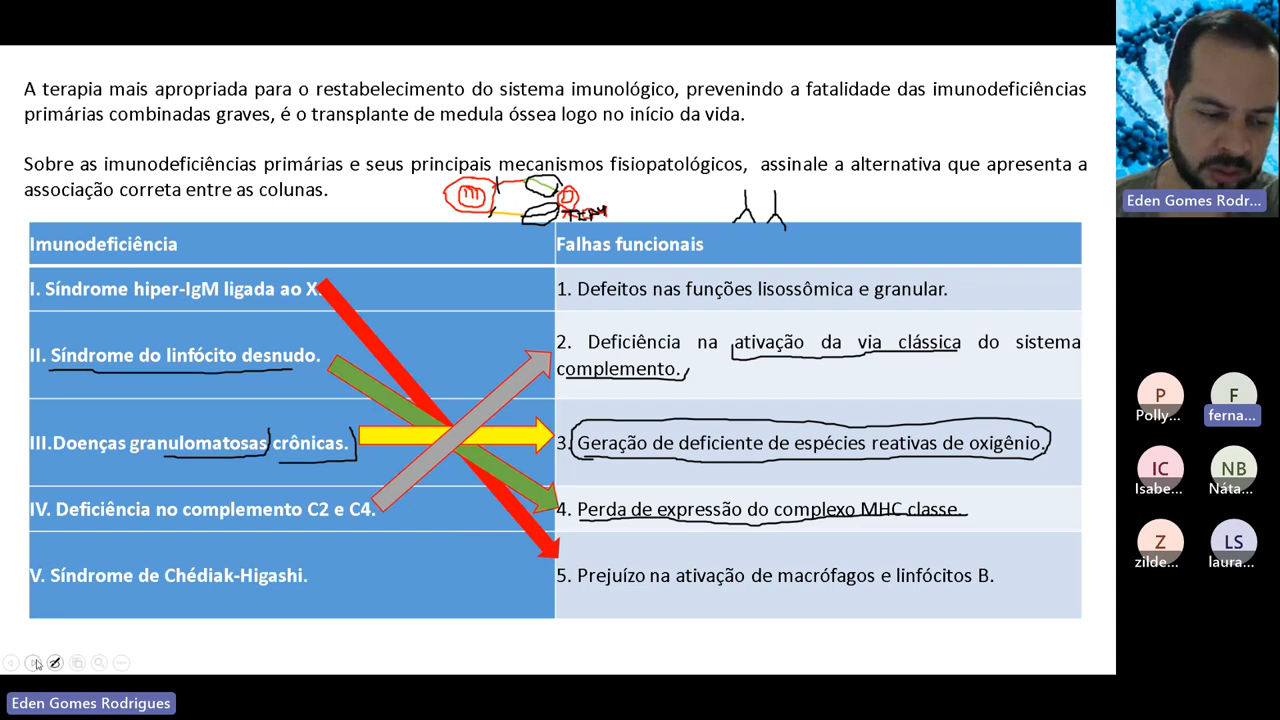 A terapia mais apropriada para o restabelecimento do sistema imunológico, prevenindo a fatalidade das imunodeficiências
primárias combinadas graves, é o transplante de medula óssea logo no início da vida.
Sobre as imunodeficiências primárias e seus principais mecanismos fisiopatológicos, assinale a alternativa que apresenta a
associação correta entre as colunas.
Imunodeficiência
Falhas funcionais
I. Síndrome hiper-IgM ligada ao X.
1. Defeitos nas funções lisossômica e granular.
II. Síndrome do linfócito desnudo.
2. Deficiência na ativação da via clássica do sistema
complemento.
III.Doenças granulomatosas crônicas.
3. Geração de deficiente de espécies reativas de oxigênio.
IV. Deficiência no complemento C2 e C4.
4. Perda de expressão do complexo MHC classe.
V. Síndrome de Chédiak-Higashi.
5. Prejuízo na ativação de macrófagos e linfócitos B.
Eden Gomes Rodr...
P
Polly...
F
ferna...
IC
Isabe...
NB
Náta...
Z
zilde...
LS
laura...
Eden Gomes Rodrigues